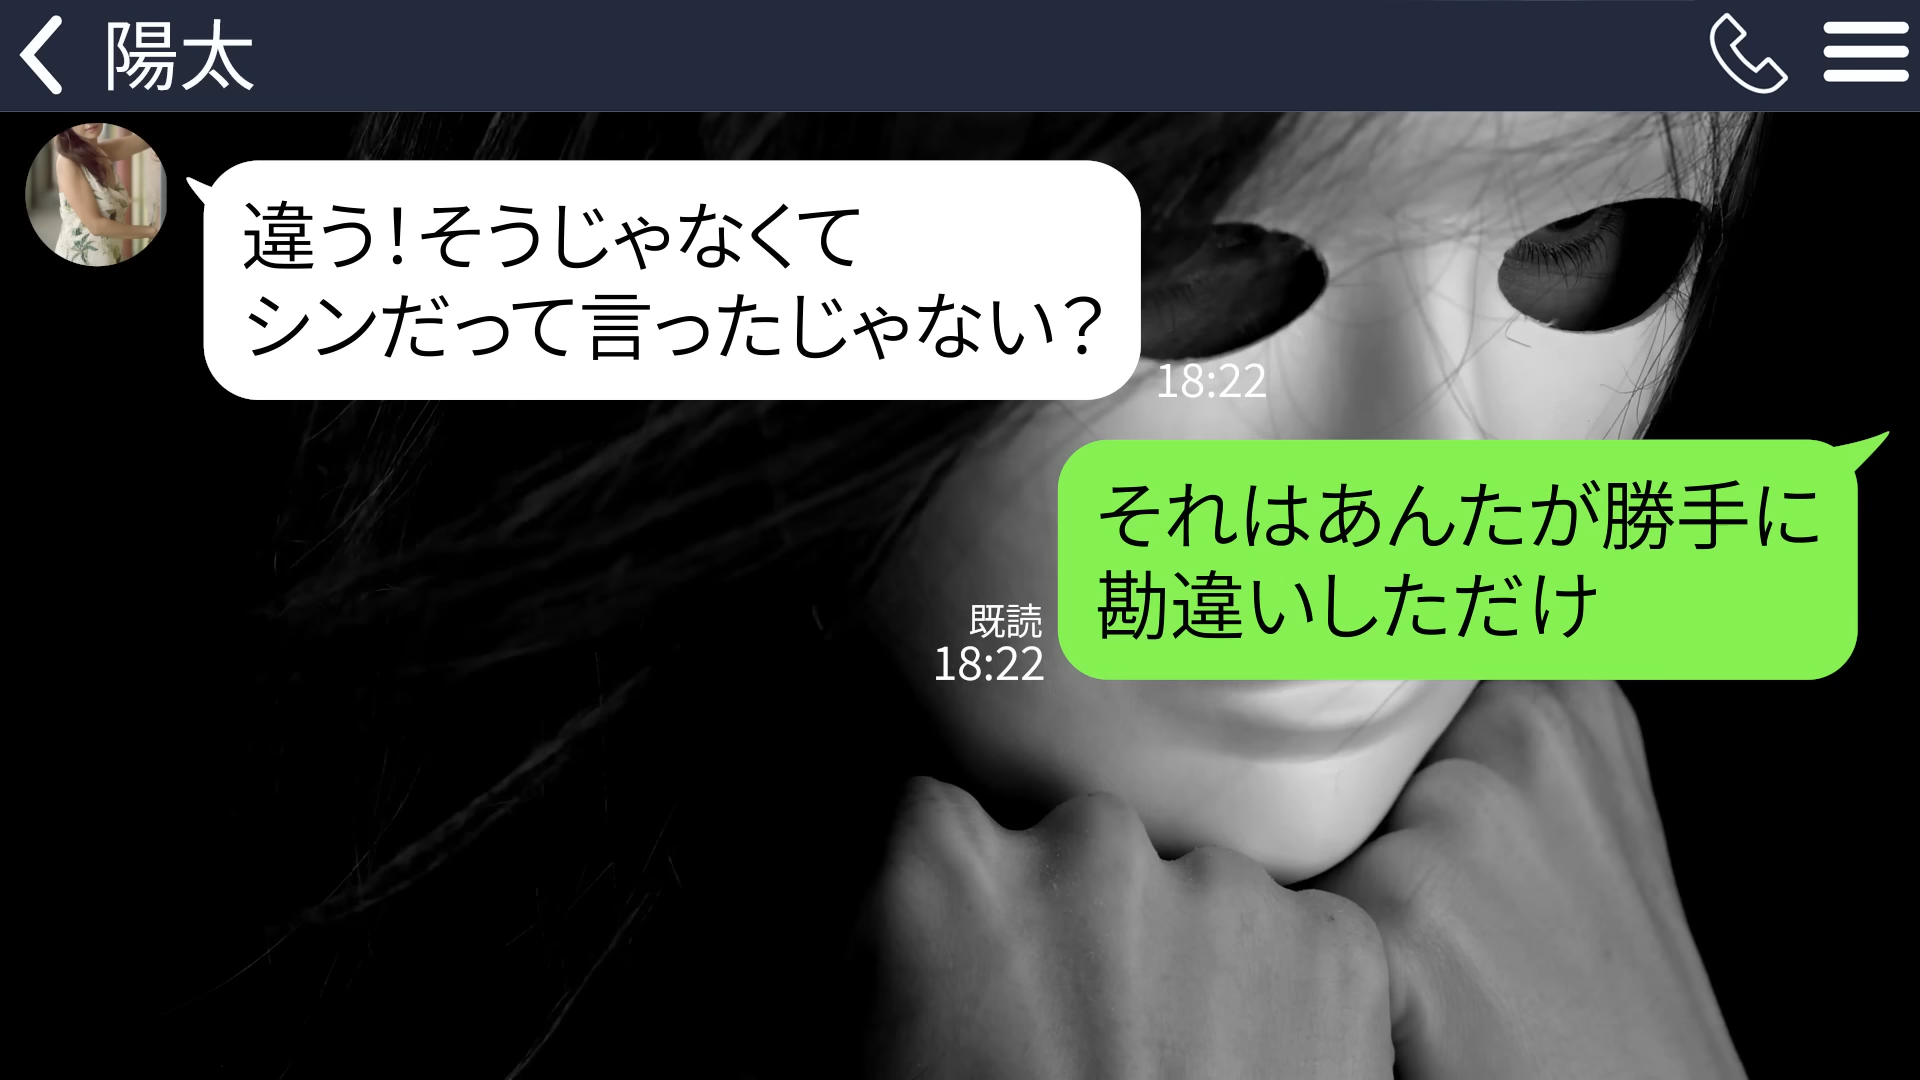 陽太
違う!そうじゃなくて
シンだって言ったじゃない?
18:22
それはあんたが勝手に
勘違いしただけ
既読
18:22